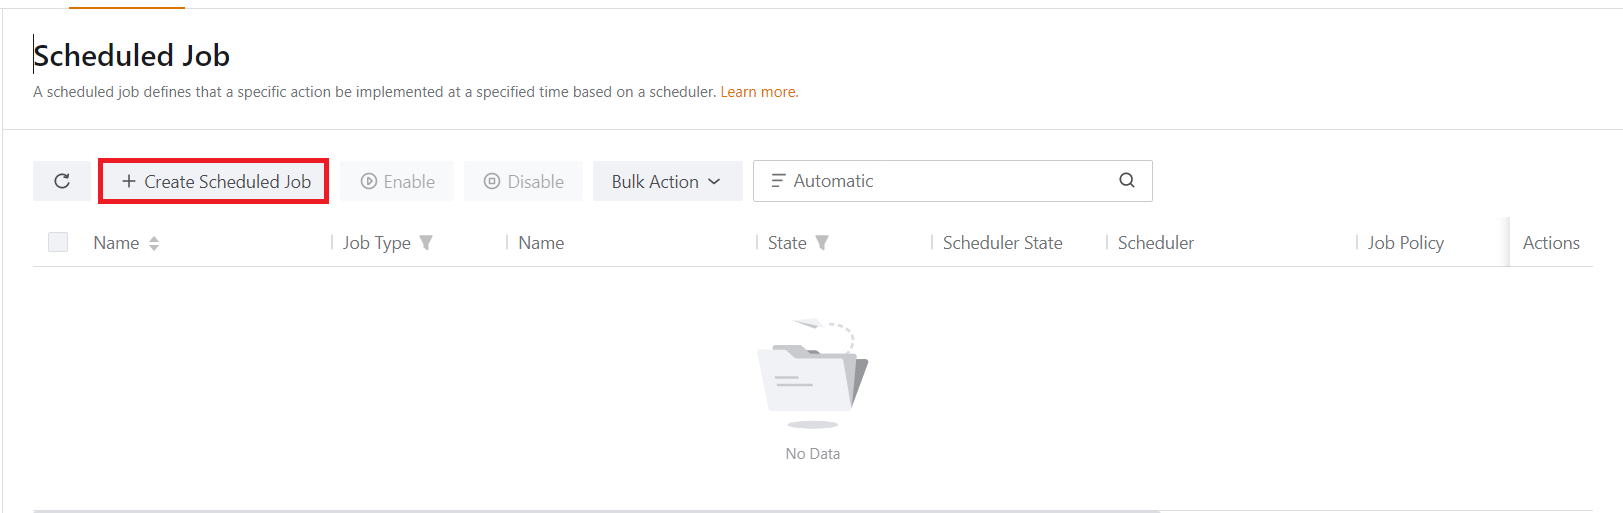 Scheduled Job
A scheduled job defines that a specific action be implemented at a specified time based on a scheduler. Learn more.
Create Scheduled Job Enable Disable Bulk Action Automatic
Name Job Type Name State Scheduler State Scheduler Job Policy Actions
No Data